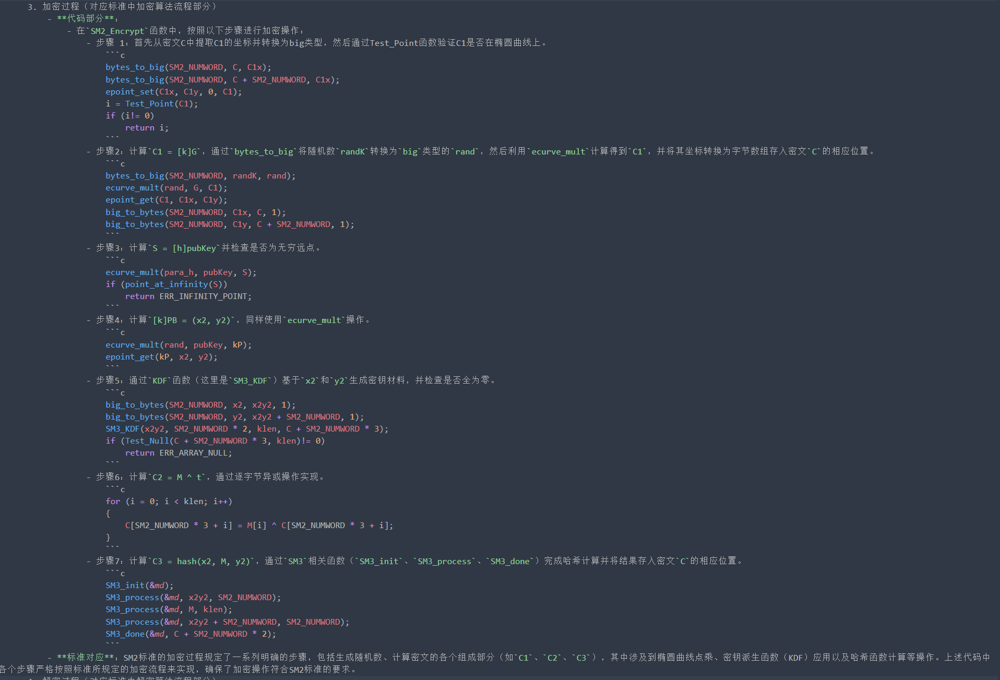 3. 加密过程（对应标准中加密算法流程部分）
- **代码部分**：
- 在`SM2_Encrypt`函数中，按照以下步骤进行加密操作：
- 步骤 1：首先从密文C中提取C1的坐标并转换为big类型，然后通过Test_Point函数验证C1是否在椭圆曲线上。
```c
bytes_to_big(SM2_NUMWORD, C, C1x);
bytes_to_big(SM2_NUMWORD, C + SM2_NUMWORD, C1x);
epoint_set(C1x, C1y, 0, C1);
i = Test_Point(C1);
if (i!= 0)
return i;
```
- 步骤2：计算`C1 = [k]G`，通过`bytes_to_big`将随机数`randK`转换为`big`类型的`rand`，然后利用`ecurve_mult`计算得到`C1`，并将其坐标转换为字节数组存入密文`C`的相应位置。
```c
bytes_to_big(SM2_NUMWORD, randK, rand);
ecurve_mult(rand, G, C1);
epoint_get(C1, C1x, C1y);
big_to_bytes(SM2_NUMWORD, C1x, C, 1);
big_to_bytes(SM2_NUMWORD, C1y, C + SM2_NUMWORD, 1);
```
- 步骤3：计算`S = [h]pubKey`并检查是否为无穷远点。
```c
ecurve_mult(para_h, pubKey, S);
if (point_at_infinity(S))
return ERR_INFINITY_POINT;
```
- 步骤4：计算`[k]PB = (x2, y2)`，同样使用`ecurve_mult`操作。
```c
ecurve_mult(rand, pubKey, kP);
epoint_get(kP, x2, y2);
```
- 步骤5：通过`KDF`函数（这里是`SM3_KDF`）基于`x2`和`y2`生成密钥材料，并检查是否全为零。
```c
big_to_bytes(SM2_NUMWORD, x2, x2y2, 1);
big_to_bytes(SM2_NUMWORD, y2, x2y2 + SM2_NUMWORD, 1);
SM3_KDF(x2y2, SM2_NUMWORD * 2, klen, C + SM2_NUMWORD * 3);
if (Test_Null(C + SM2_NUMWORD * 3, klen)!= 0)
return ERR_ARRAY_NULL;
```
- 步骤6：计算`C2 = M ^ t`，通过逐字节异或操作实现。
```c
for (i = 0; i < klen; i++)
{
C[SM2_NUMWORD * 3 + i] = M[i] ^ C[SM2_NUMWORD * 3 + i];
}
```
- 步骤7：计算`C3 = hash(x2, M, y2)`，通过`SM3`相关函数（`SM3_init`、`SM3_process`、`SM3_done`）完成哈希计算并将结果存入密文`C`的相应位置。
```c
SM3_init(&md);
SM3_process(&md, x2y2, SM2_NUMWORD);
SM3_process(&md, M, klen);
SM3_process(&md, x2y2 + SM2_NUMWORD, SM2_NUMWORD);
SM3_done(&md, C + SM2_NUMWORD * 2);
```
- **标准对应**：SM2标准的加密过程规定了一系列明确的步骤，包括生成随机数、计算密文的各个组成部分（如`C1`、`C2`、`C3`），其中涉及到椭圆曲线点乘、密钥派生函数（KDF）应用以及哈希函数计算等操作。上述代码中
各个步骤严格按照标准所规定的加密流程来实现，确保了加密操作符合SM2标准的要求。
4. 解密过程（对应标准中解密算法流程部分）